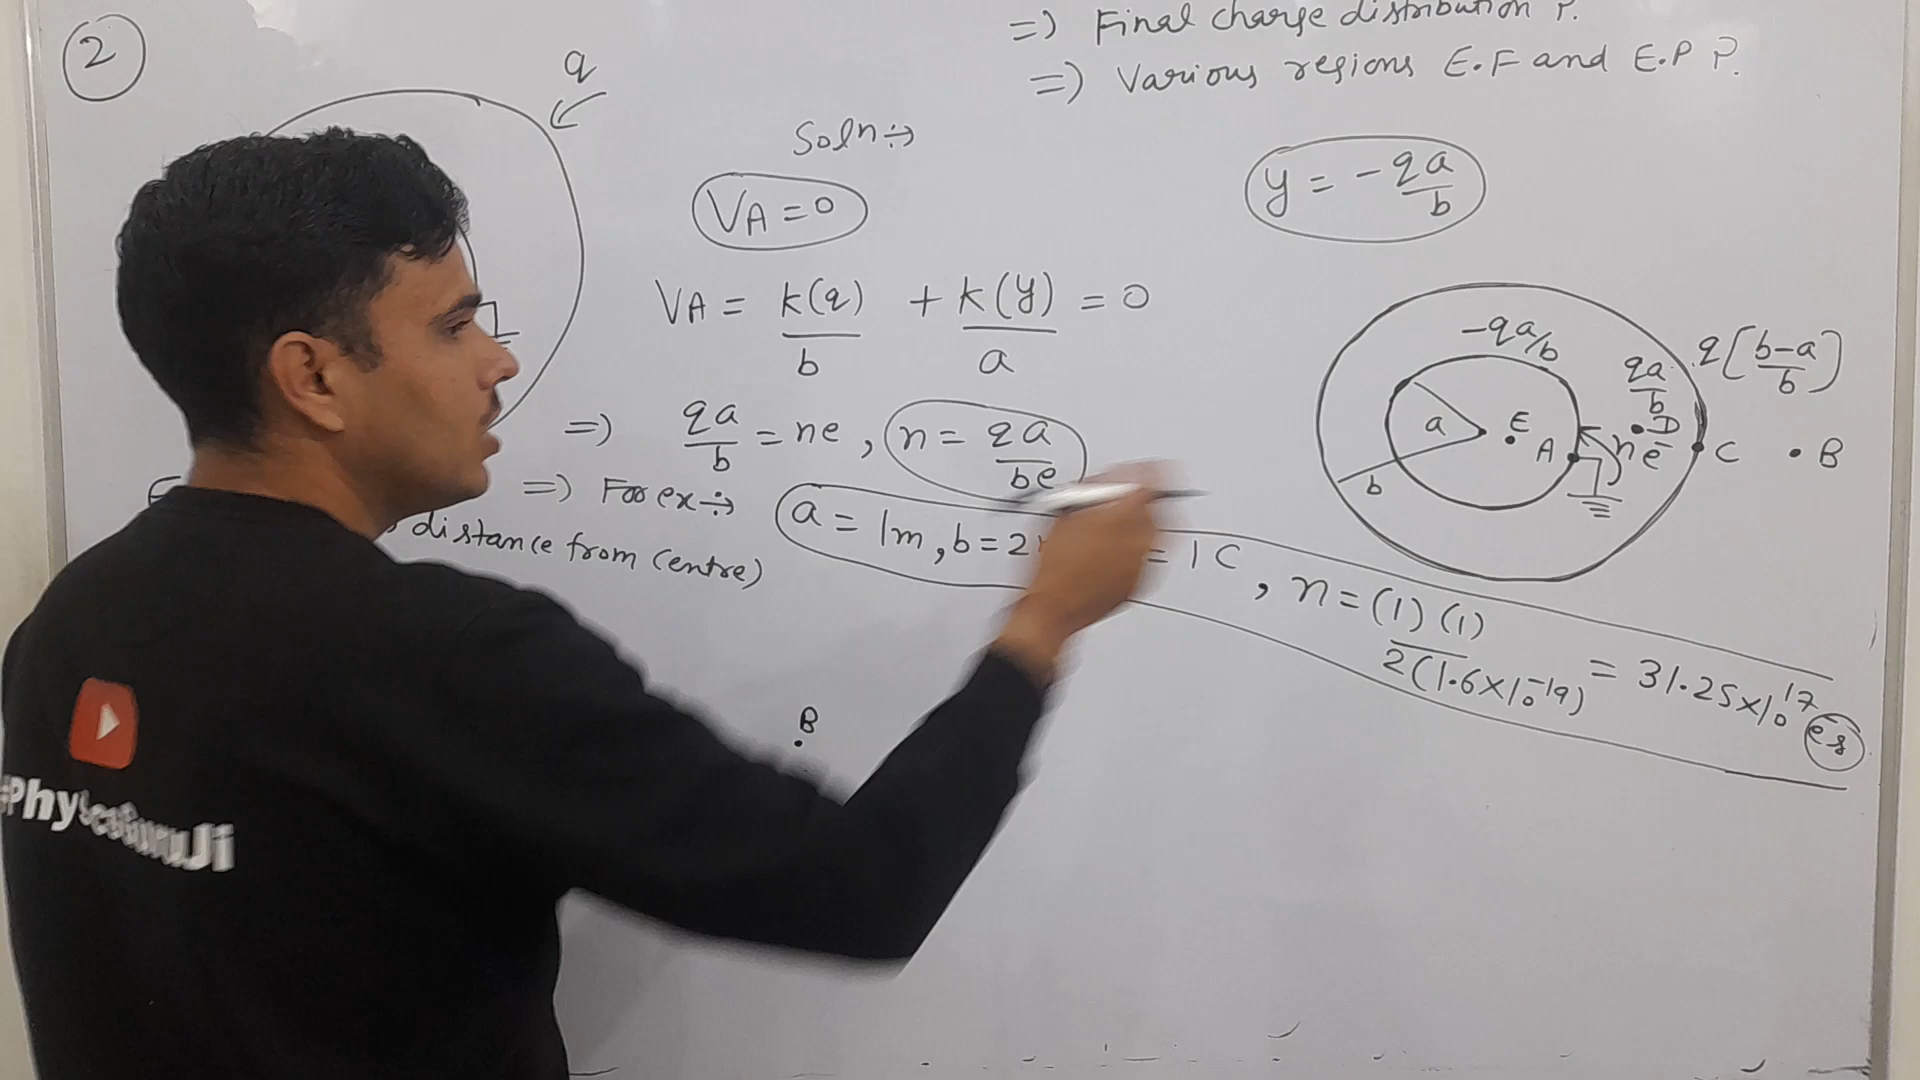 2
q
=) Final charge distribution ?.
=) Various regions E.F and E.P ?.
Soln ÷
VA = 0
y = - qa/b
VA = k(q)/b + k(y)/a = 0
=) qa/b = ne , n = qa/be
=) For ex ÷
a = 1m , b = 2 = 1 C , n = (1) (1) / 2(1.6×10^-19) = 31.25×10^17 e^-s
distance from centre)
-qa/b
qa/b
q[b-a/b]
a
b
E
A
ne^-
D
C
B
B
#PhysicsGuruJi